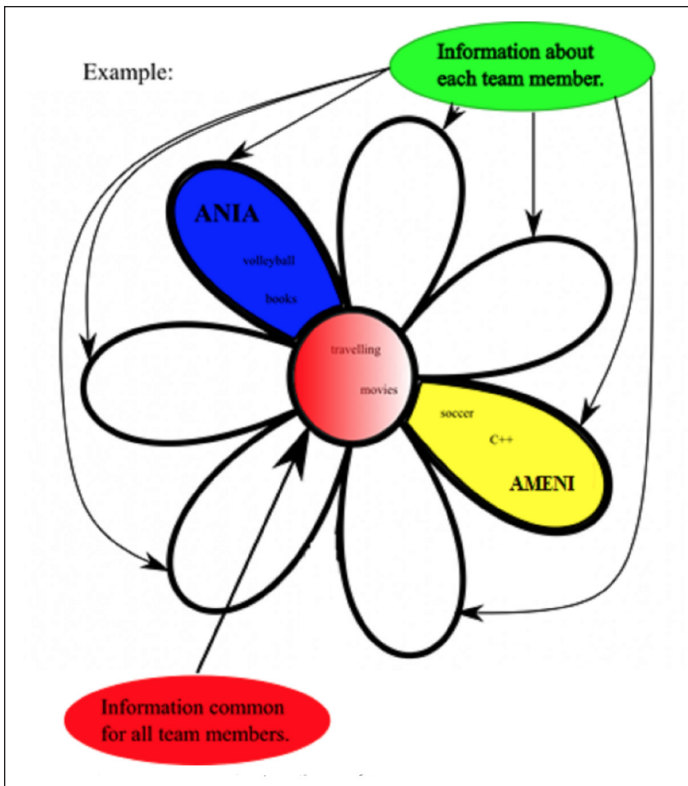 Information about
each team member.
Example:
ANIA
volleyball
books
travelling
movies
soccer
C++
AMENI
Information common
for all team members.